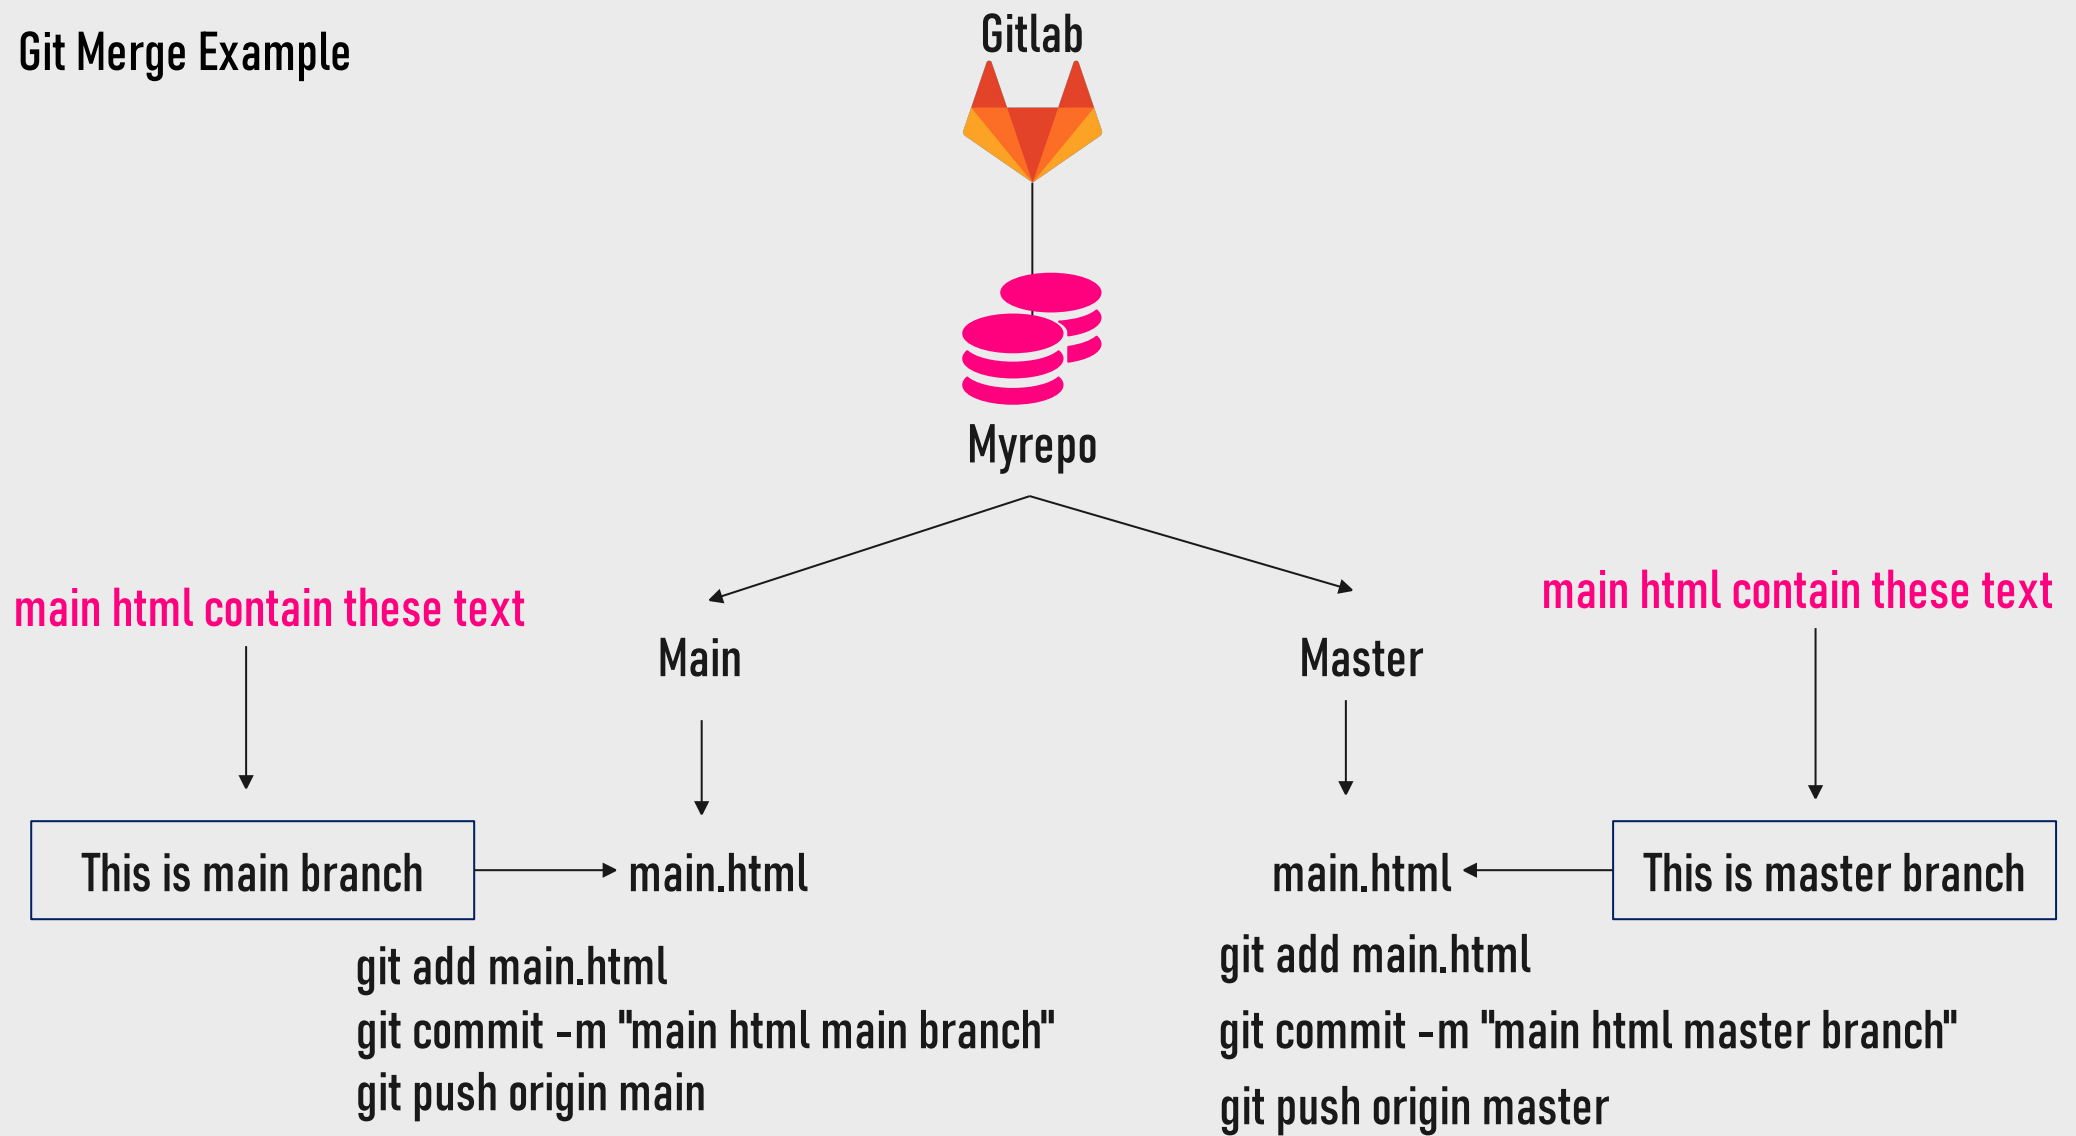 Git Merge Example
Gitlab
Myrepo
main html contain these text
main html contain these text
Main
Master
This is main branch
main.html
main.html
This is master branch
git add main.html
git commit -m "main html main branch"
git push origin main
git add main.html
git commit -m "main html master branch"
git push origin master